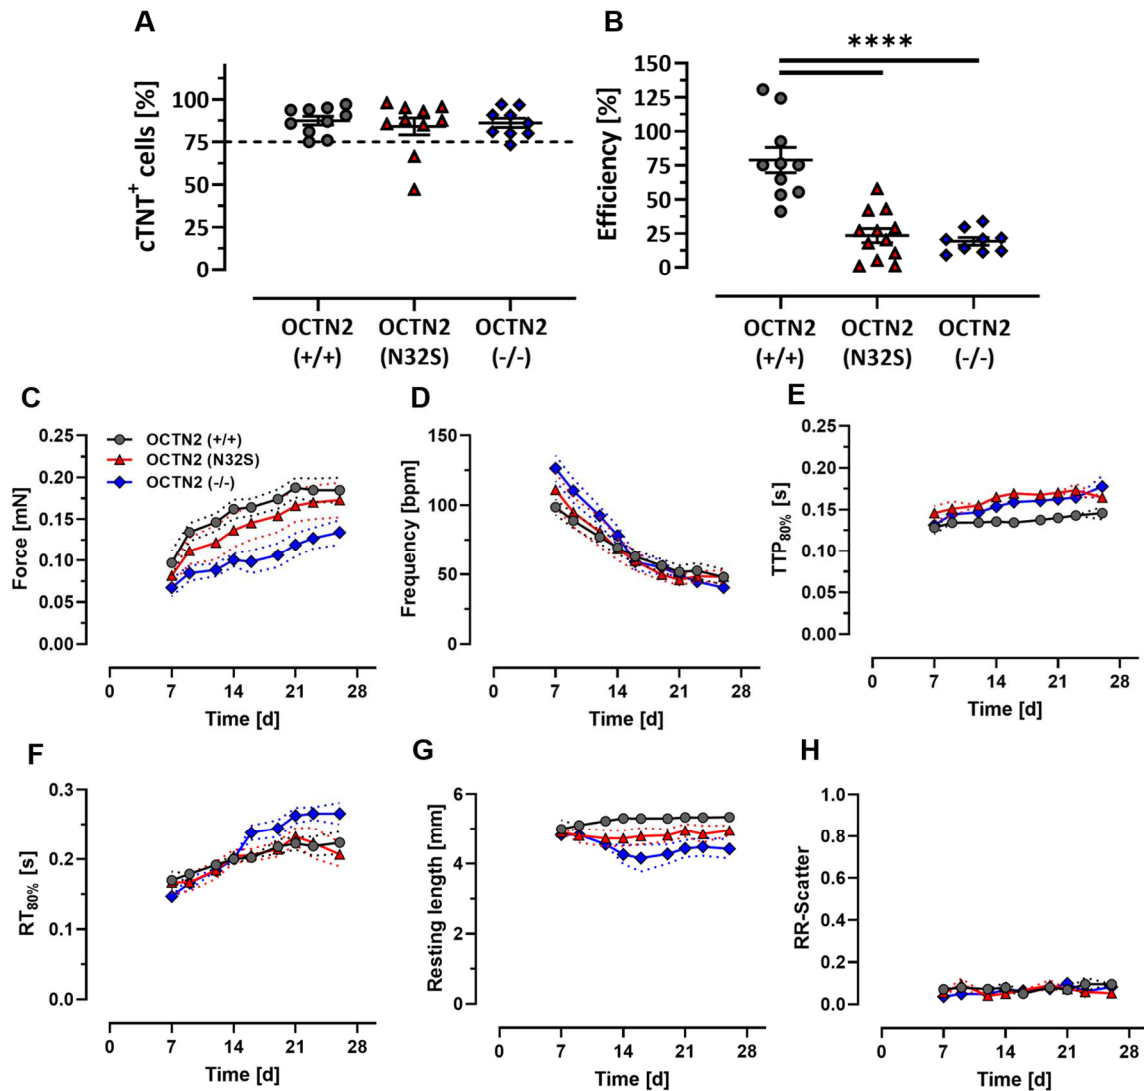 A
cTNT+ cells [%]
100
75
50
25
0
OCTN2 (+/+)
OCTN2 (N32S)
OCTN2 (-/-)
B
****
Efficiency [%]
150
125
100
75
50
25
0
OCTN2 (+/+)
OCTN2 (N32S)
OCTN2 (-/-)
C
OCTN2 (+/+)
OCTN2 (N32S)
OCTN2 (-/-)
Force [mN]
0.25
0.20
0.15
0.10
0.05
0.00
0 7 14 21 28
Time [d]
D
Frequency [bpm]
150
100
50
0
0 7 14 21 28
Time [d]
E
TTP80% [s]
0.25
0.20
0.15
0.10
0.05
0.00
0 7 14 21 28
Time [d]
F
RT80% [s]
0.3
0.2
0.1
0.0
0 7 14 21 28
Time [d]
G
Resting length [mm]
6
4
2
0
0 7 14 21 28
Time [d]
H
RR-Scatter
1.0
0.8
0.6
0.4
0.2
0.0
0 7 14 21 28
Time [d]